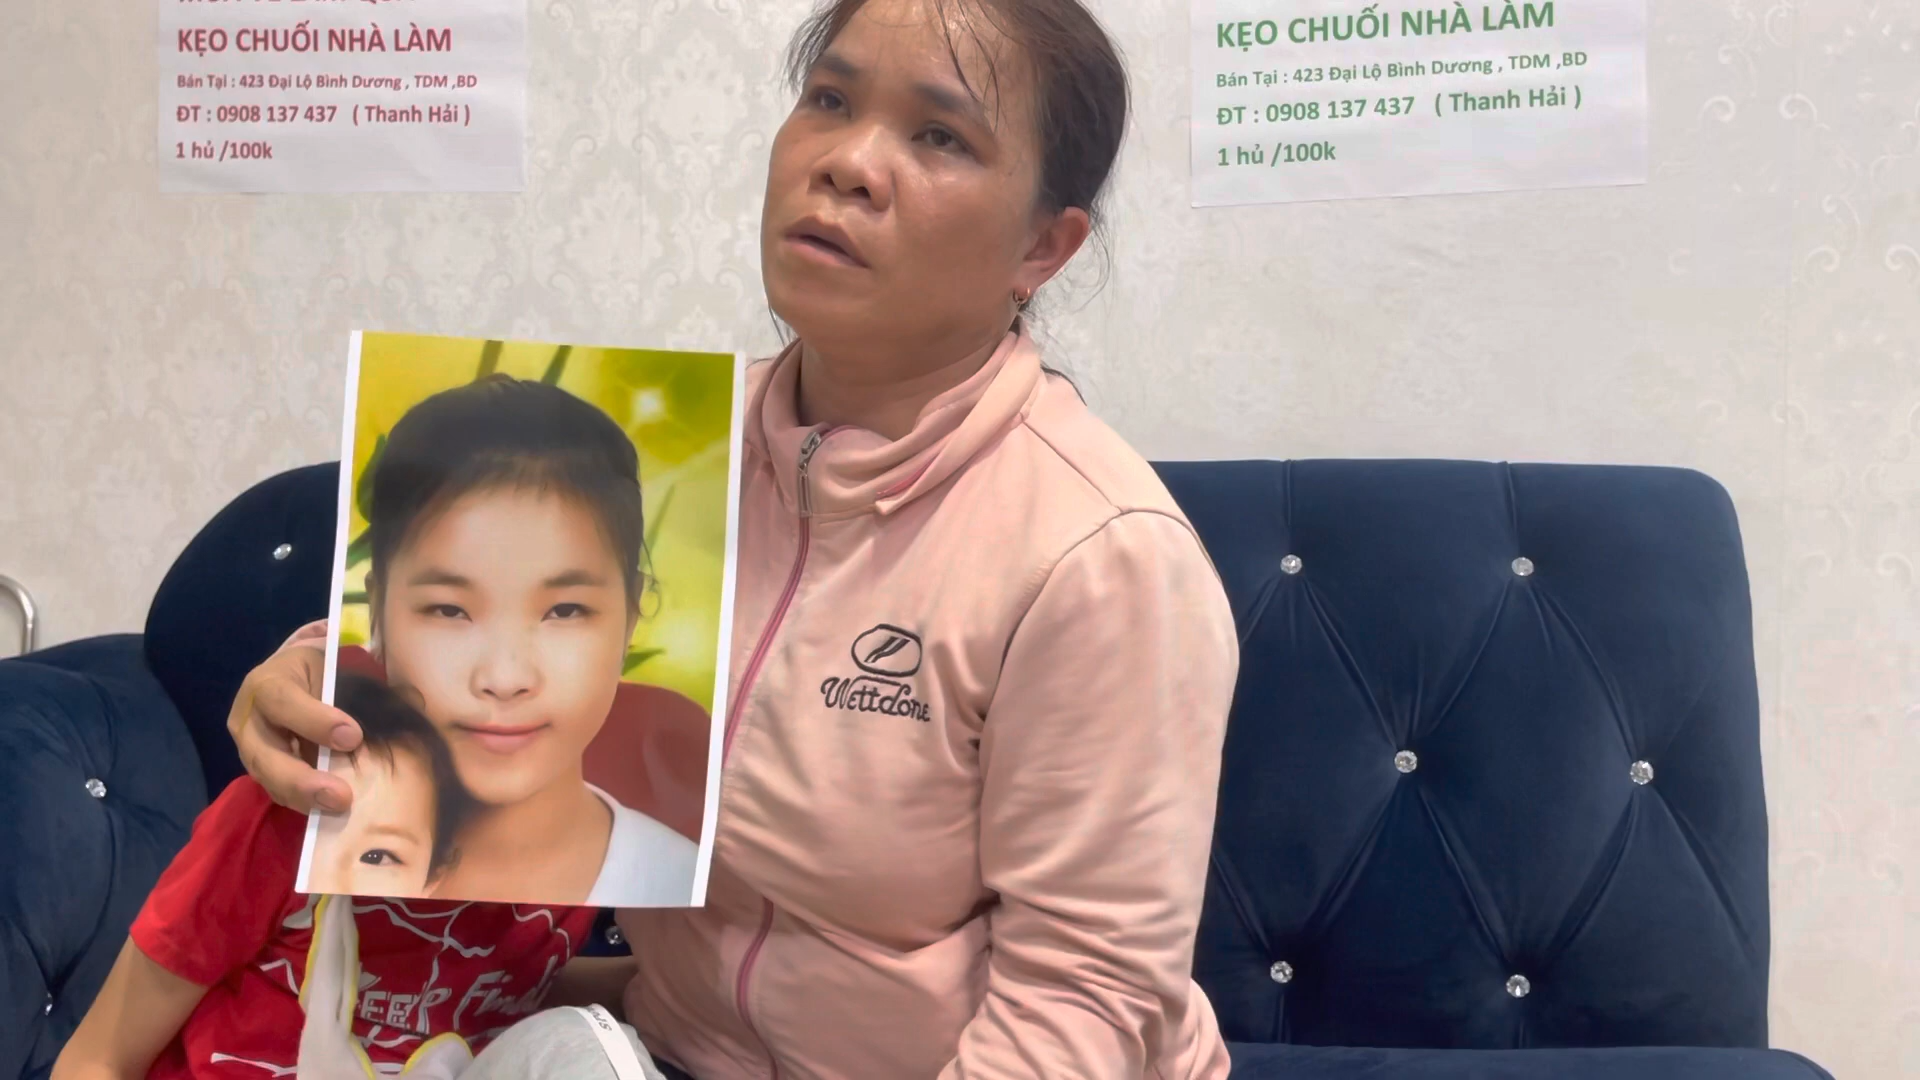 KẸO CHUỐI NHÀ LÀM
Bán Tại : 423 Đại Lộ Bình Dương , TDM ,BD
ĐT : 0908 137 437 ( Thanh Hải )
1 hủ /100k
KẸO CHUỐI NHÀ LÀM
Bán Tại : 423 Đại Lộ Bình Dương , TDM ,BD
ĐT : 0908 137 437 ( Thanh Hải )
1 hủ /100k
Wettdone